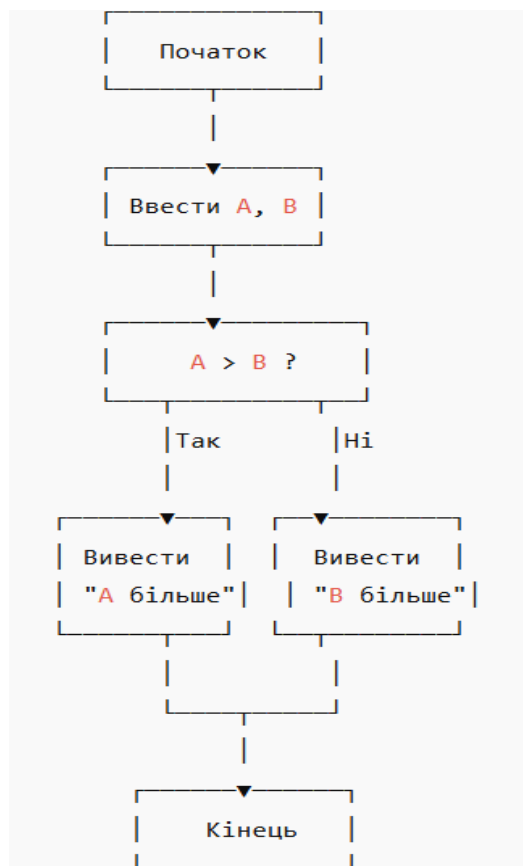 Початок
Ввести A, B
A > B ?
Так Ні
Вивести Вивести
"A більше" "B більше"
Кінець